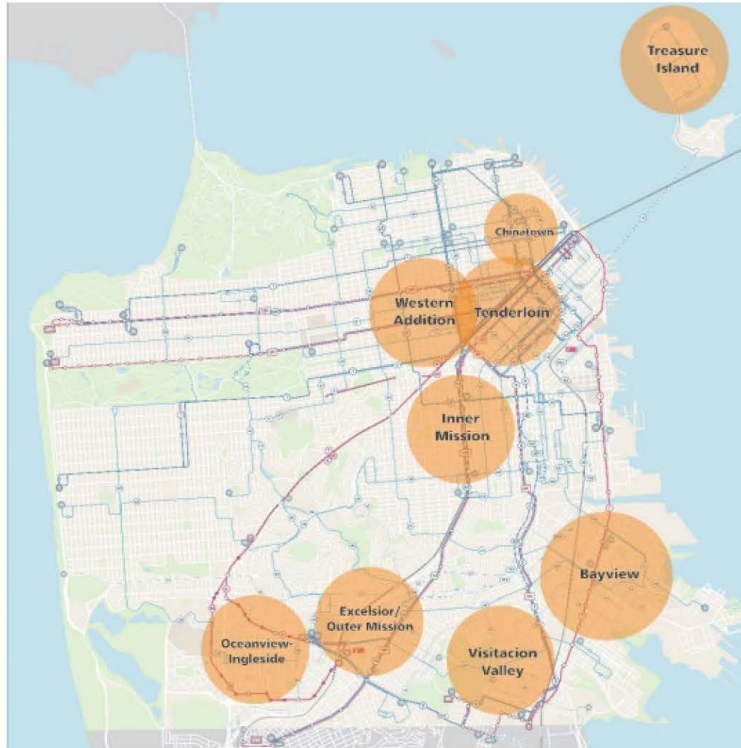 Treasure
Island
Chinatown
Western
Addition
Tenderloin
Inner
Mission
Bayview
Excelsior/
Outer Mission
Oceanview-
Ingleside
Visitacion
Valley